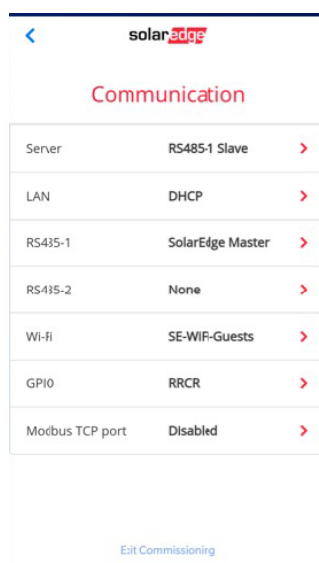 solaredge
Communication
Server RS485-1 Slave
LAN DHCP
RS485-1 SolarEdge Master
RS485-2 None
Wi-Fi SE-WIFI-Guests
GPIO RRCR
Modbus TCP port Disabled
Exit Commissioning